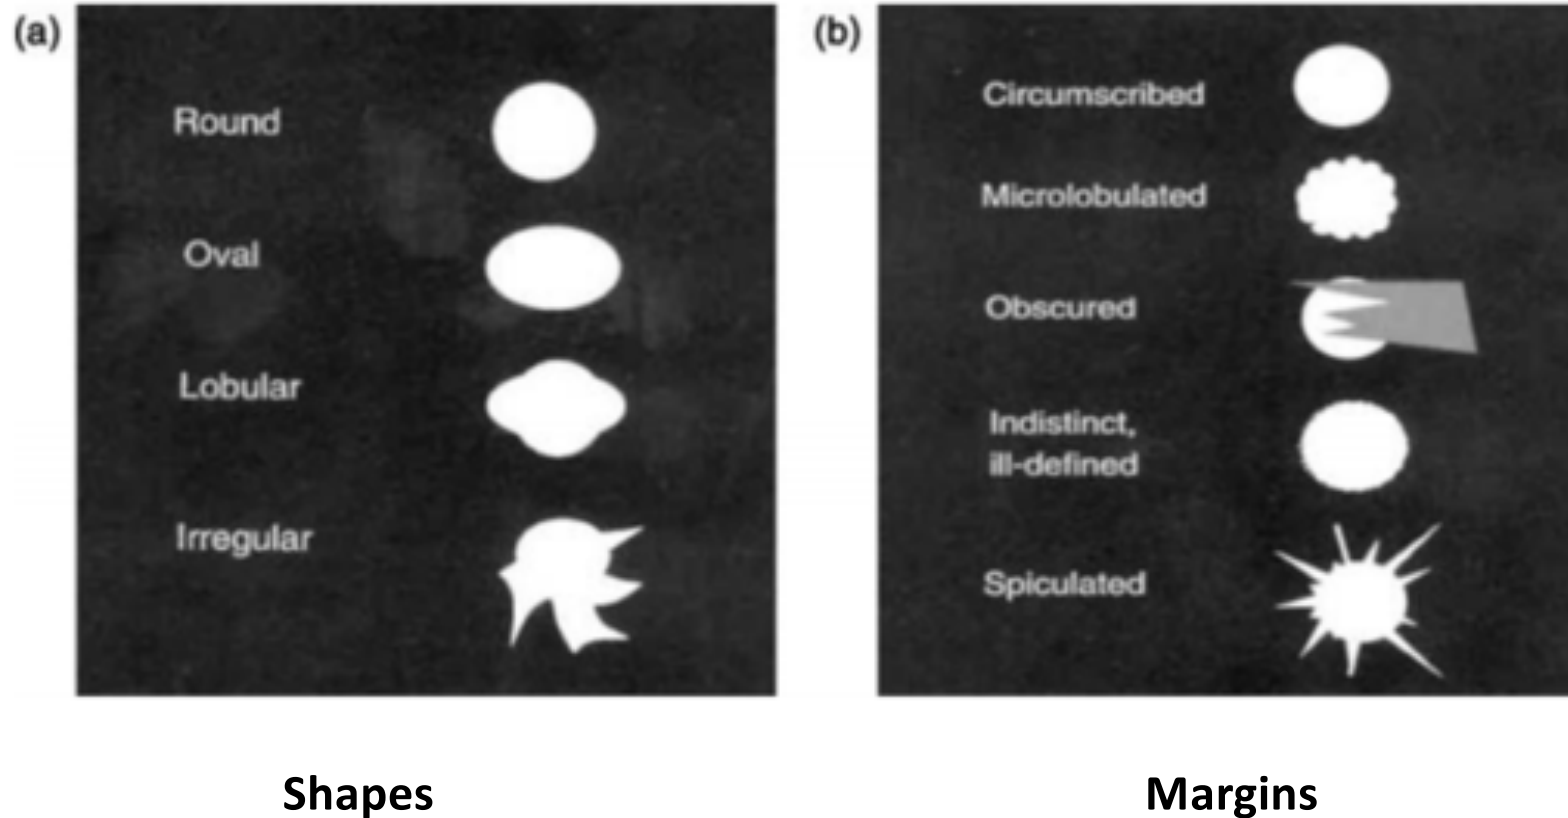 (a)
Round
Oval
Lobular
Irregular
Shapes
(b)
Circumscribed
Microlobulated
Obscured
Indistinct,
ill-defined
Spiculated
Margins